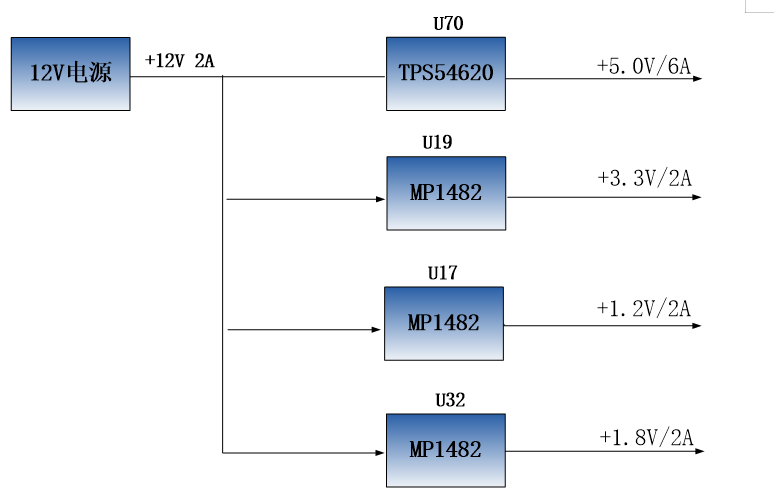 U70
12V电源
+12V 2A
TPS54620
+5.0V/6A
U19
MP1482
+3.3V/2A
U17
MP1482
+1.2V/2A
U32
MP1482
+1.8V/2A